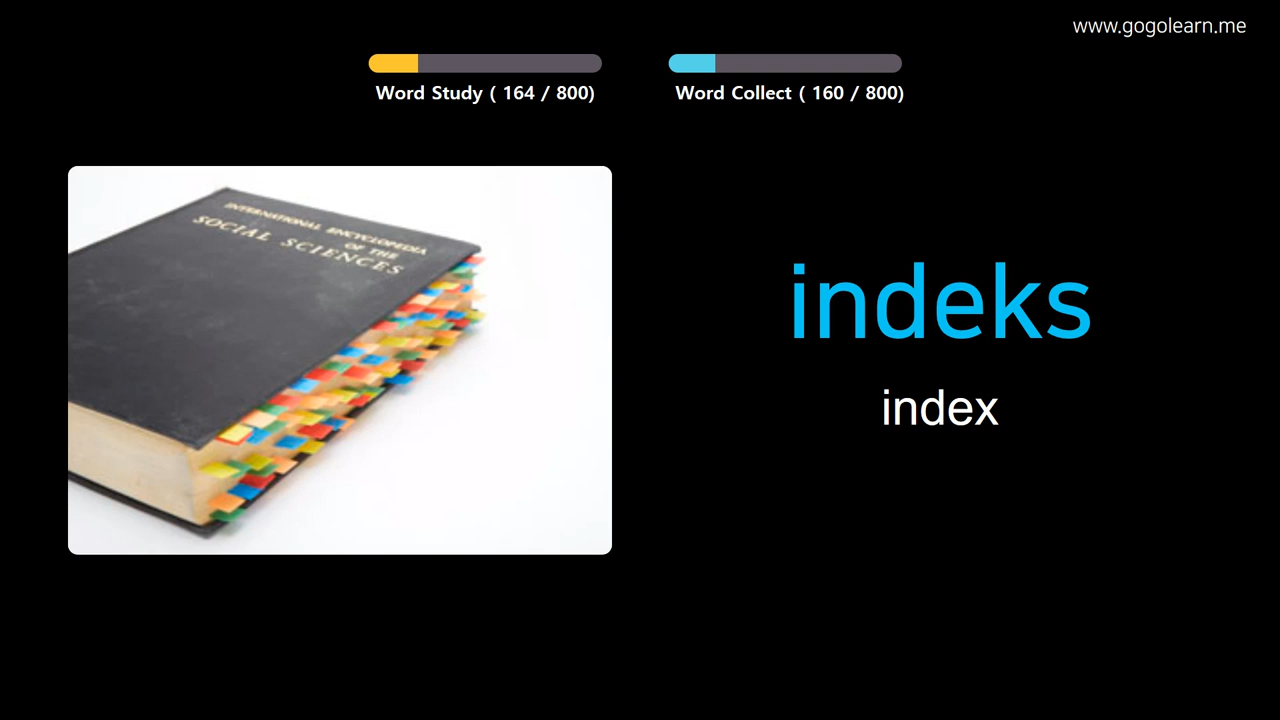 www.gogolearn.me
Word Study ( 164 / 800)
Word Collect ( 160 / 800)
INTERNATIONAL ENCYCLOPEDIA
OF THE
SOCIAL SCIENCES
indeks
index